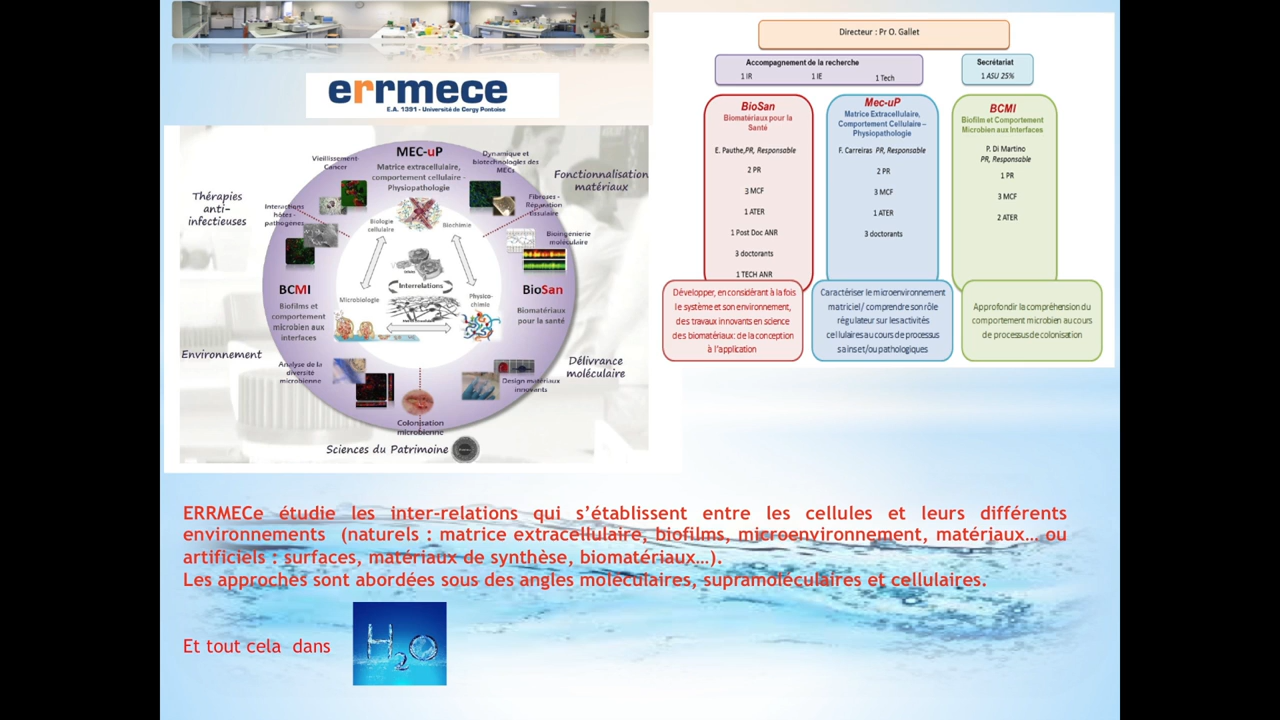 errmece
E.A. 1391 - Université de Cergy Pontoise
MEC-uP
Matrice extracellulaire,
comportement cellulaire -
Physiopathologie
Vieillissement-
Cancer
Dynamique et
biotechnologies des
MECs
Fonctionnalisation
matériaux
Thérapies
anti-
infectieuses
Interactions
hôtes -
pathogènes
Fibroses -
Réparation
tissulaire
Biologie
cellulaire
Biochimie
Bioingenierie
moléculaire
Interrelations
BCMI
Biofilms et
comportement
microbien aux
interfaces
Microbiologie
Physico-
chimie
BioSan
Biomatériaux
pour la santé
Environnement
Analyse de la
diversité
microbienne
Délivrance
moléculaire
Design matériaux
innovants
Colonisation
microbienne
Sciences du Patrimoine
Directeur : Pr O. Gallet
Accompagnement de la recherche
1 IR 1 IE 1 Tech
Secrétariat
1 ASU 25%
BioSan
Biomatériaux pour la
Santé
E. Pauthe,PR, Responsable
2 PR
3 MCF
1 ATER
1 Post Doc ANR
3 doctorants
1 TECH ANR
Développer, en considérant à la fois
le système et son environnement,
des travaux innovants en science
des biomatériaux: de la conception
à l'application
Mec-uP
Matrice Extracellulaire,
Comportement Cellulaire –
Physiopathologie
F. Carreiras PR, Responsable
2 PR
3 MCF
1 ATER
3 doctorants
Caractériser le microenvironnement
matriciel/ comprendre son rôle
régulateur sur les activités
cellulaires au cours de processus
sains et/ou pathologiques
BCMI
Biofilm et Comportement
Microbien aux Interfaces
P. Di Martino
PR, Responsable
1 PR
3 MCF
2 ATER
Approfondir la compréhension du
comportement microbien au cours
de processus de colonisation
ERRMECe étudie les inter-relations qui s'établissent entre les cellules et leurs différents
environnements (naturels : matrice extracellulaire, biofilms, microenvironnement, matériaux… ou
artificiels : surfaces, matériaux de synthèse, biomatériaux…).
Les approches sont abordées sous des angles moléculaires, supramoléculaires et cellulaires.
Et tout cela dans
H2O